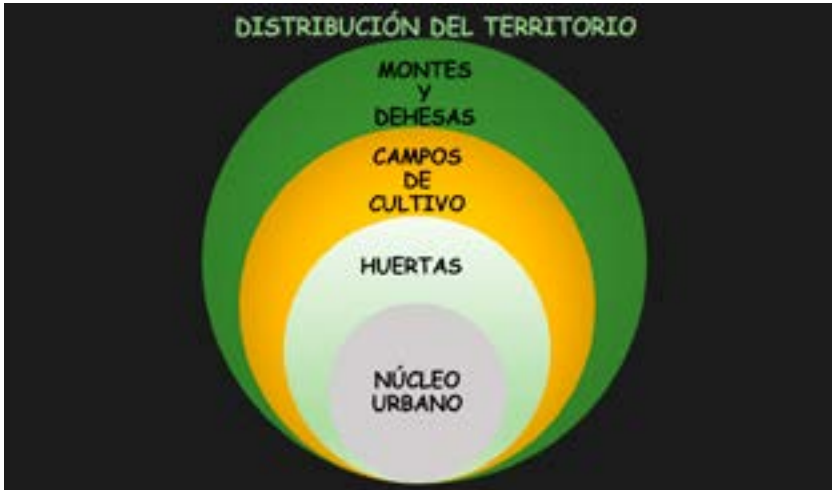 DISTRIBUCIÓN DEL TERRITORIO
MONTES
Y
DEHESAS
CAMPOS
DE
CULTIVO
HUERTAS
NÚCLEO
URBANO